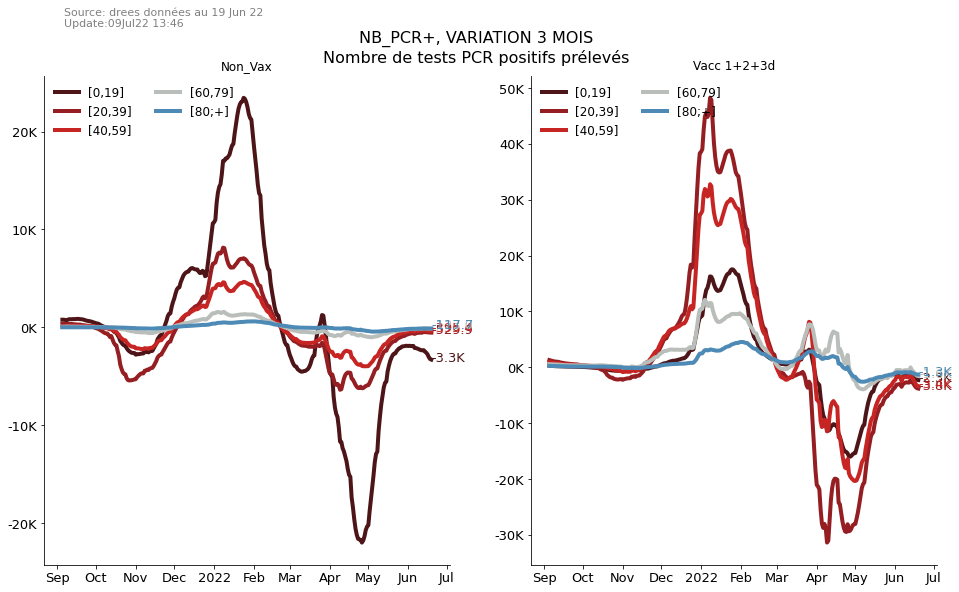 Source: drees données au 19 Jun 22
Update:09Jul22 13:46
NB_PCR+, VARIATION 3 MOIS
Nombre de tests PCR positifs prélevés
Non_Vax
[0,19]
[20,39]
[40,59]
[60,79]
[80;+]
20K
10K
0K
-10K
-20K
-3.3K
Sep Oct Nov Dec 2022 Feb Mar Apr May Jun Jul
Vacc 1+2+3d
[0,19]
[20,39]
[40,59]
[60,79]
[80;+]
50K
40K
30K
20K
10K
0K
-10K
-20K
-30K
-1.3K
-3.8K
Sep Oct Nov Dec 2022 Feb Mar Apr May Jun Jul